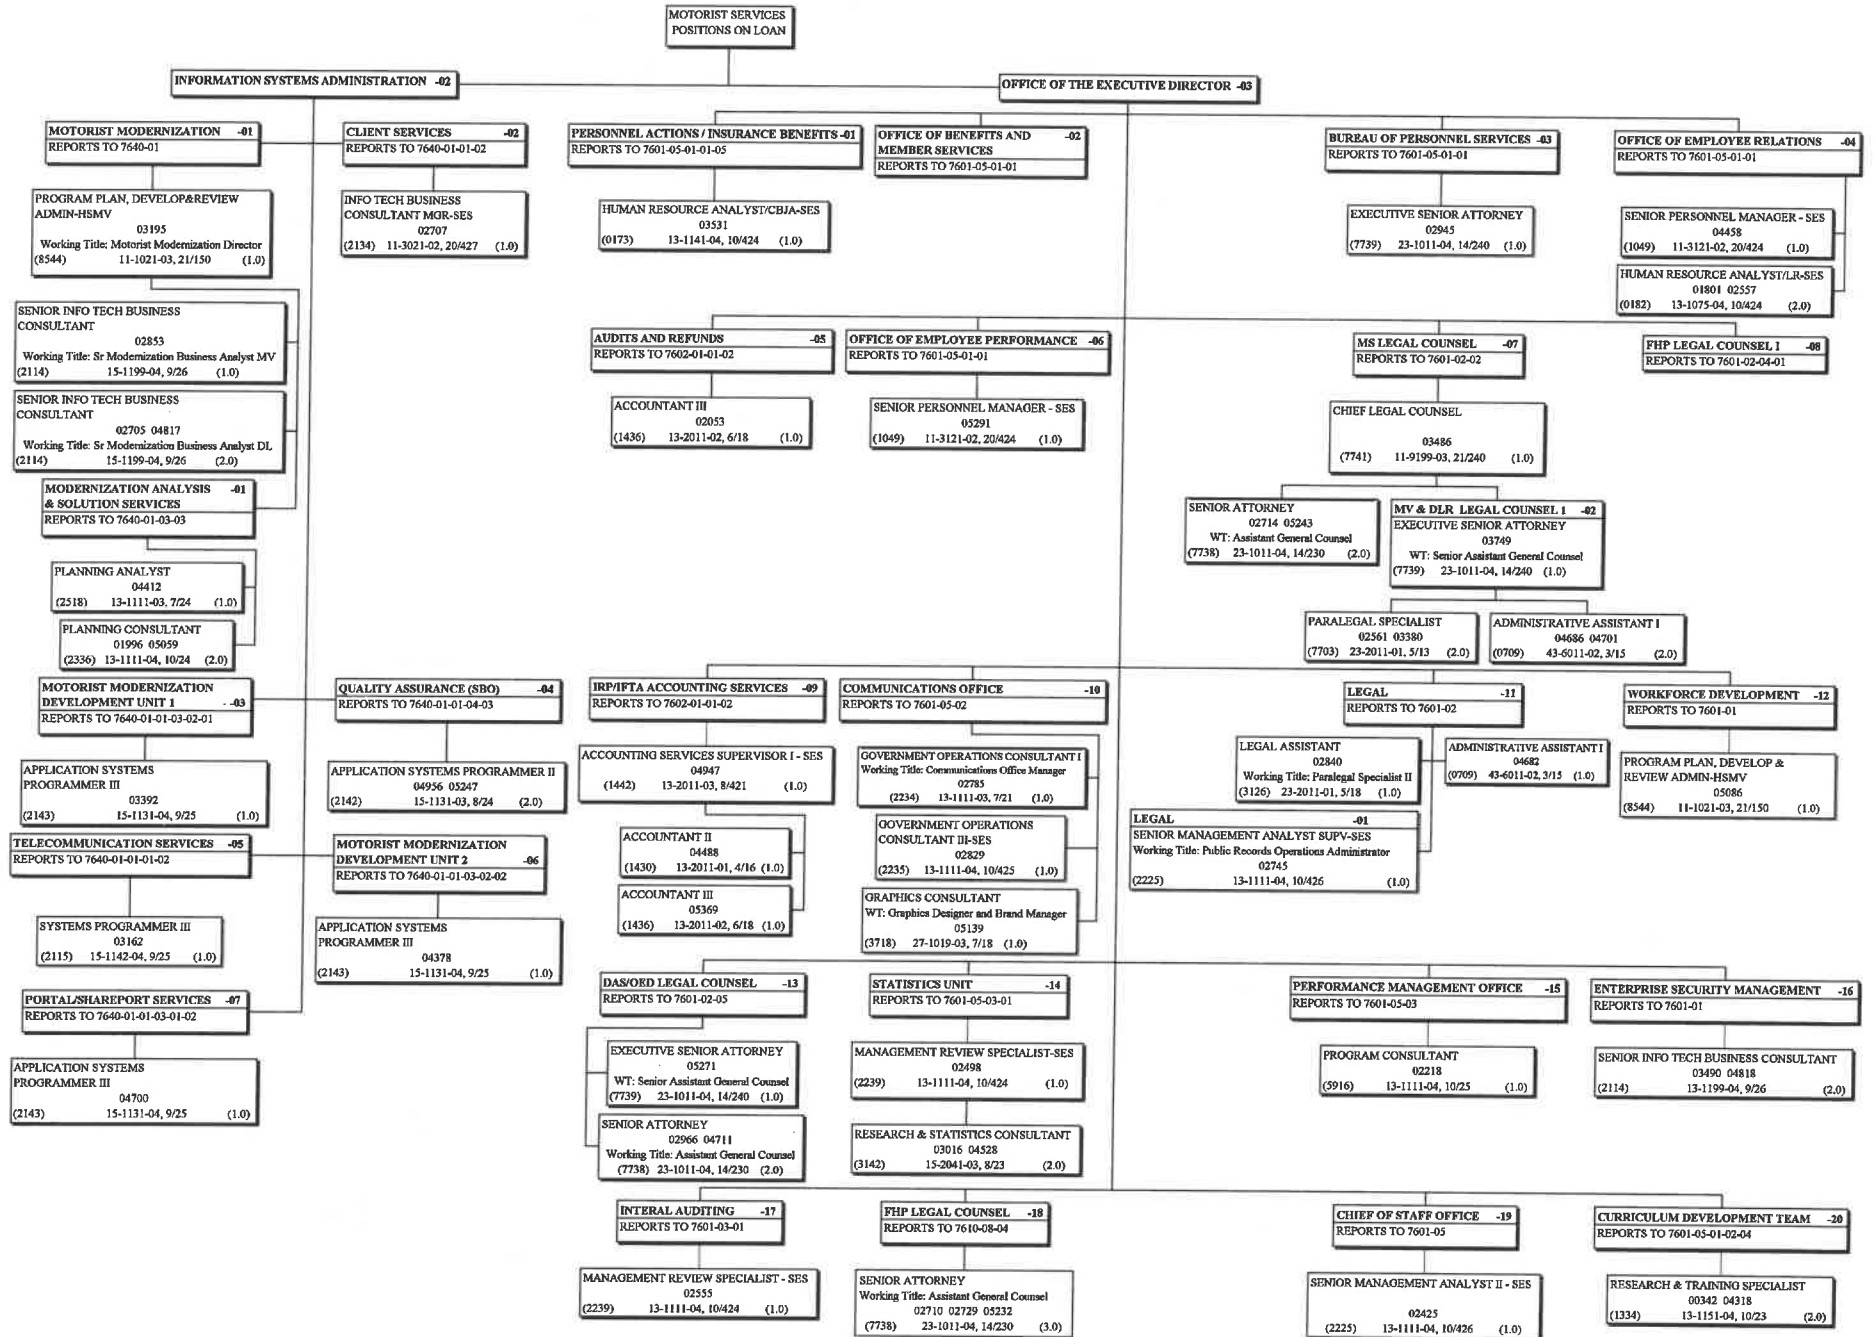 MOTORIST SERVICES
POSITIONS ON LOAN
INFORMATION SYSTEMS ADMINISTRATION -02
OFFICE OF THE EXECUTIVE DIRECTOR -03
MOTORIST MODERNIZATION -01
REPORTS TO 7640-01
CLIENT SERVICES -02
REPORTS TO 7640-01-01-02
PROGRAM PLAN, DEVELOP&REVIEW
ADMIN-HSMV
03195
Working Title: Motorist Modernization Director
(8544) 11-1021-03, 21/150 (1.0)
INFO TECH BUSINESS
CONSULTANT MGR-SES
02707
(2134) 11-3021-02, 20/427 (1.0)
SENIOR INFO TECH BUSINESS
CONSULTANT
02853
Working Title: Sr Modernization Business Analyst MV
(2114) 15-1199-04, 9/26 (1.0)
SENIOR INFO TECH BUSINESS
CONSULTANT
02705 04817
Working Title: Sr Modernization Business Analyst DL
(2114) 15-1199-04, 9/26 (2.0)
MODERNIZATION ANALYSIS -01
& SOLUTION SERVICES
REPORTS TO 7640-01-03-03
PLANNING ANALYST
04412
(2518) 13-1111-03, 7/24 (1.0)
PLANNING CONSULTANT
01996 05059
(2336) 13-1111-04, 10/24 (2.0)
MOTORIST MODERNIZATION
DEVELOPMENT UNIT 1 - -03
REPORTS TO 7640-01-01-03-02-01
QUALITY ASSURANCE (SBO) -04
REPORTS TO 7640-01-01-04-03
APPLICATION SYSTEMS
PROGRAMMER III
03392
(2143) 15-1131-04, 9/25 (1.0)
APPLICATION SYSTEMS PROGRAMMER II
04956 05247
(2142) 15-1131-03, 8/24 (2.0)
TELECOMMUNICATION SERVICES -05
REPORTS TO 7640-01-01-01-02
MOTORIST MODERNIZATION
DEVELOPMENT UNIT 2 -06
REPORTS TO 7640-01-01-03-02-02
SYSTEMS PROGRAMMER III
03162
(2115) 15-1142-04, 9/25 (1.0)
APPLICATION SYSTEMS
PROGRAMMER III
04378
(2143) 15-1131-04, 9/25 (1.0)
PORTAL/SHAREPORT SERVICES -07
REPORTS TO 7640-01-01-03-01-02
APPLICATION SYSTEMS
PROGRAMMER III
04700
(2143) 15-1131-04, 9/25 (1.0)
PERSONNEL ACTIONS / INSURANCE BENEFITS -01
REPORTS TO 7601-05-01-01-05
OFFICE OF BENEFITS AND -02
MEMBER SERVICES
REPORTS TO 7601-05-01-01
BUREAU OF PERSONNEL SERVICES -03
REPORTS TO 7601-05-01-01
OFFICE OF EMPLOYEE RELATIONS -04
REPORTS TO 7601-05-01-01
HUMAN RESOURCE ANALYST/CBJA-SES
03531
(0173) 13-1141-04, 10/424 (1.0)
EXECUTIVE SENIOR ATTORNEY
02945
(7739) 23-1011-04, 14/240 (1.0)
SENIOR PERSONNEL MANAGER - SES
04458
(1049) 11-3121-02, 20/424 (1.0)
HUMAN RESOURCE ANALYST/LR-SES
01801 02557
(0182) 13-1075-04, 10/424 (2.0)
AUDITS AND REFUNDS -05
REPORTS TO 7602-01-01-02
OFFICE OF EMPLOYEE PERFORMANCE -06
REPORTS TO 7601-05-01-01
MS LEGAL COUNSEL -07
REPORTS TO 7601-02-02
FHP LEGAL COUNSEL I -08
REPORTS TO 7601-02-04-01
ACCOUNTANT III
02053
(1436) 13-2011-02, 6/18 (1.0)
SENIOR PERSONNEL MANAGER - SES
05291
(1049) 11-3121-02, 20/424 (1.0)
CHIEF LEGAL COUNSEL
03486
(7741) 11-9199-03, 21/240 (1.0)
SENIOR ATTORNEY
02714 05243
WT: Assistant General Counsel
(7738) 23-1011-04, 14/230 (2.0)
MV & DLR LEGAL COUNSEL 1 -02
EXECUTIVE SENIOR ATTORNEY
03749
WT: Senior Assistant General Counsel
(7739) 23-1011-04, 14/240 (1.0)
PARALEGAL SPECIALIST
02561 03380
(7703) 23-2011-01, 5/13 (2.0)
ADMINISTRATIVE ASSISTANT I
04686 04701
(0709) 43-6011-02, 3/15 (2.0)
IRP/IFTA ACCOUNTING SERVICES -09
REPORTS TO 7602-01-01-02
COMMUNICATIONS OFFICE -10
REPORTS TO 7601-05-02
LEGAL -11
REPORTS TO 7601-02
WORKFORCE DEVELOPMENT -12
REPORTS TO 7601-01
ACCOUNTING SERVICES SUPERVISOR I - SES
04947
(1442) 13-2011-03, 8/421 (1.0)
ACCOUNTANT II
04488
(1430) 13-2011-01, 4/16 (1.0)
ACCOUNTANT III
05369
(1436) 13-2011-02, 6/18 (1.0)
GOVERNMENT OPERATIONS CONSULTANT I
Working Title: Communications Office Manager
02785
(2234) 13-1111-03, 7/21 (1.0)
GOVERNMENT OPERATIONS
CONSULTANT III-SES
02829
(2235) 13-1111-04, 10/425 (1.0)
GRAPHICS CONSULTANT
WT: Graphics Designer and Brand Manager
05139
(3718) 27-1019-03, 7/18 (1.0)
LEGAL ASSISTANT
02840
Working Title: Paralegal Specialist II
(3126) 23-2011-01, 5/18 (1.0)
ADMINISTRATIVE ASSISTANT I
04682
(0709) 43-6011-02, 3/15 (1.0)
LEGAL -01
SENIOR MANAGEMENT ANALYST SUPV-SES
Working Title: Public Records Operations Administrator
02745
(2225) 13-1111-04, 10/426 (1.0)
PROGRAM PLAN, DEVELOP &
REVIEW ADMIN-HSMV
05086
(8544) 11-1021-03, 21/150 (1.0)
DAS/OED LEGAL COUNSEL -13
REPORTS TO 7601-02-05
STATISTICS UNIT -14
REPORTS TO 7601-05-03-01
PERFORMANCE MANAGEMENT OFFICE -15
REPORTS TO 7601-05-03
ENTERPRISE SECURITY MANAGEMENT -16
REPORTS TO 7601-01
EXECUTIVE SENIOR ATTORNEY
05271
WT: Senior Assistant General Counsel
(7739) 23-1011-04, 14/240 (1.0)
SENIOR ATTORNEY
02966 04711
Working Title: Assistant General Counsel
(7738) 23-1011-04, 14/230 (2.0)
MANAGEMENT REVIEW SPECIALIST-SES
02498
(2239) 13-1111-04, 10/424 (1.0)
RESEARCH & STATISTICS CONSULTANT
03016 04528
(3142) 15-2041-03, 8/23 (2.0)
PROGRAM CONSULTANT
02218
(5916) 13-1111-04, 10/25 (1.0)
SENIOR INFO TECH BUSINESS CONSULTANT
03490 04818
(2114) 13-1199-04, 9/26 (2.0)
INTERAL AUDITING -17
REPORTS TO 7601-03-01
FHP LEGAL COUNSEL -18
REPORTS TO 7610-08-04
CHIEF OF STAFF OFFICE -19
REPORTS TO 7601-05
CURRICULUM DEVELOPMENT TEAM -20
REPORTS TO 7601-05-01-02-04
MANAGEMENT REVIEW SPECIALIST - SES
02555
(2239) 13-1111-04, 10/424 (1.0)
SENIOR ATTORNEY
Working Title: Assistant General Counsel
02710 02729 05232
(7738) 23-1011-04, 14/230 (3.0)
SENIOR MANAGEMENT ANALYST II - SES
02425
(2225) 13-1111-04, 10/426 (1.0)
RESEARCH & TRAINING SPECIALIST
00342 04318
(1334) 13-1151-04, 10/23 (2.0)